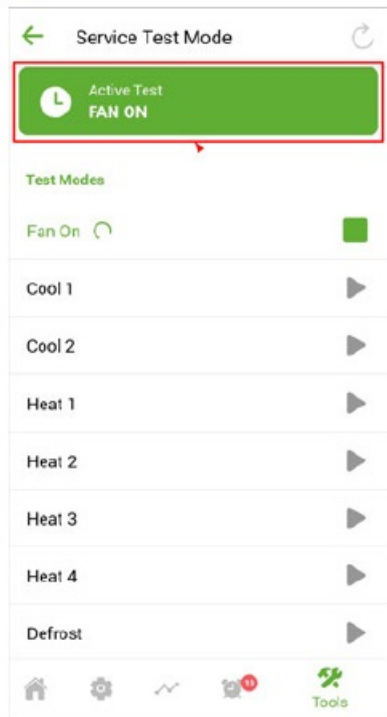 Service Test Mode
Active Test
FAN ON
Test Modes
Fan On
Cool 1
Cool 2
Heat 1
Heat 2
Heat 3
Heat 4
Defrost
Tools